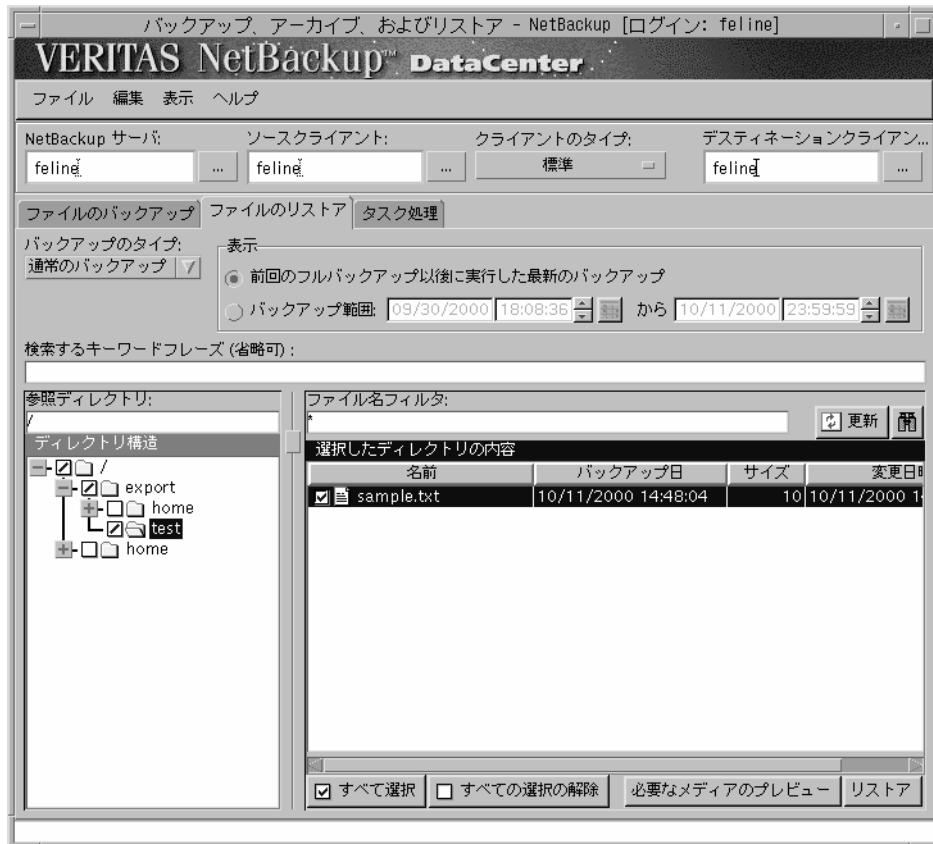 バックアップ、アーカイブ、およびリストア - NetBackup [ログイン: feline]
VERITAS NetBackup™ DataCenter
ファイル 編集 表示 ヘルプ
NetBackup サーバ: ソースクライアント: クライアントのタイプ: デスティネーションクライアン...
feline ... feline ... 標準 feline ...
ファイルのバックアップ ファイルのリストア タスク処理
バックアップのタイプ: 表示
通常のバックアップ 前回のフルバックアップ以後に実行した最新のバックアップ
バックアップ範囲: 09/30/2000 18:08:36 から 10/11/2000 23:59:59
検索するキーワードフレーズ (省略可) :
参照ディレクトリ: ファイル名フィルタ:
/ * 更新
ディレクトリ構造 選択したディレクトリの内容
/ 名前 バックアップ日 サイズ 変更日時
export sample.txt 10/11/2000 14:48:04 10 10/11/2000 14
home
test
home
すべて選択 すべての選択の解除 必要なメディアのプレビュー リストア